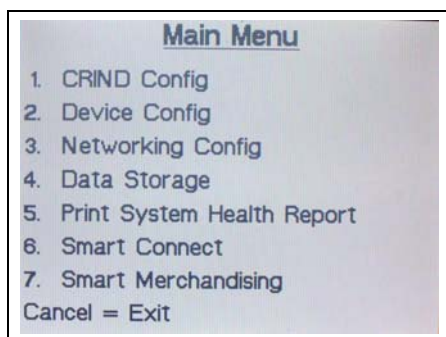 Main Menu
1. CRIND Config
2. Device Config
3. Networking Config
4. Data Storage
5. Print System Health Report
6. Smart Connect
7. Smart Merchandising
Cancel = Exit